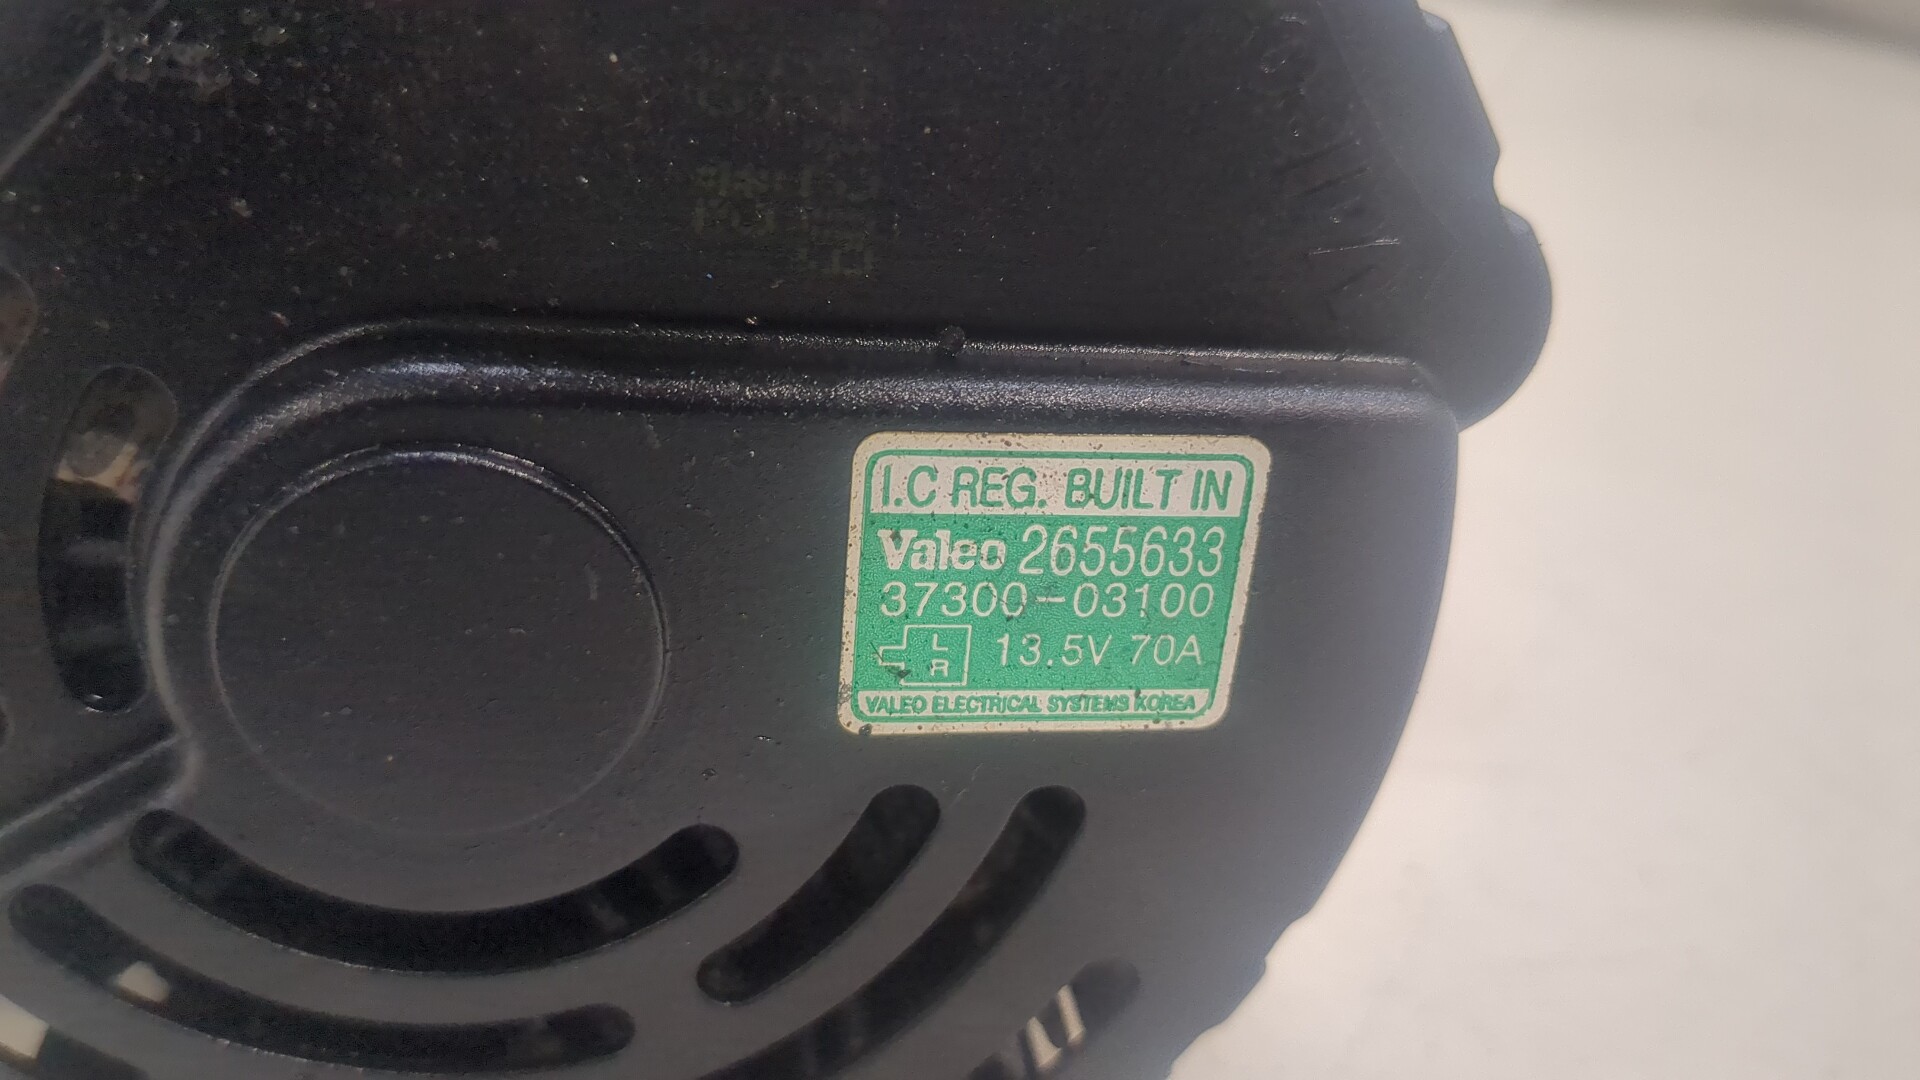 I.C REG. BUILT IN
Valeo 2655633
37300-03100
L
R
13.5V 70A
VALEO ELECTRICAL SYSTEMS KOREA